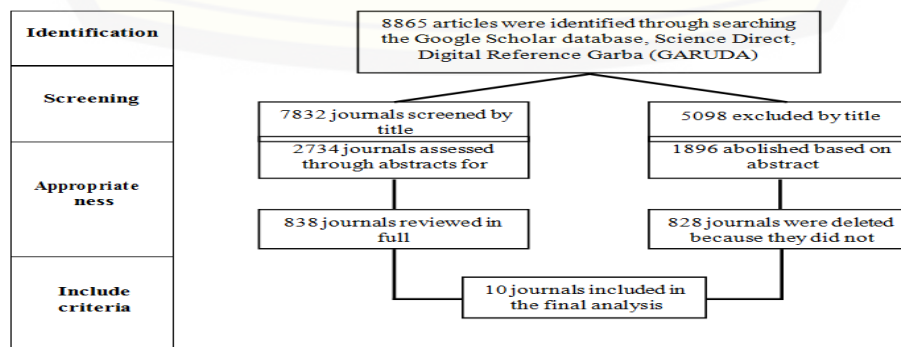 Identification
8865 articles were identified through searching
the Google Scholar database, Science Direct,
Digital Reference Garba (GARUDA)
Screening
7832 journals screened by
title
5098 excluded by title
2734 journals assessed
through abstracts for
1896 abolished based on
abstract
Appropriate
ness
838 journals reviewed in
full
828 journals were deleted
because they did not
Include
criteria
10 journals included in
the final analysis